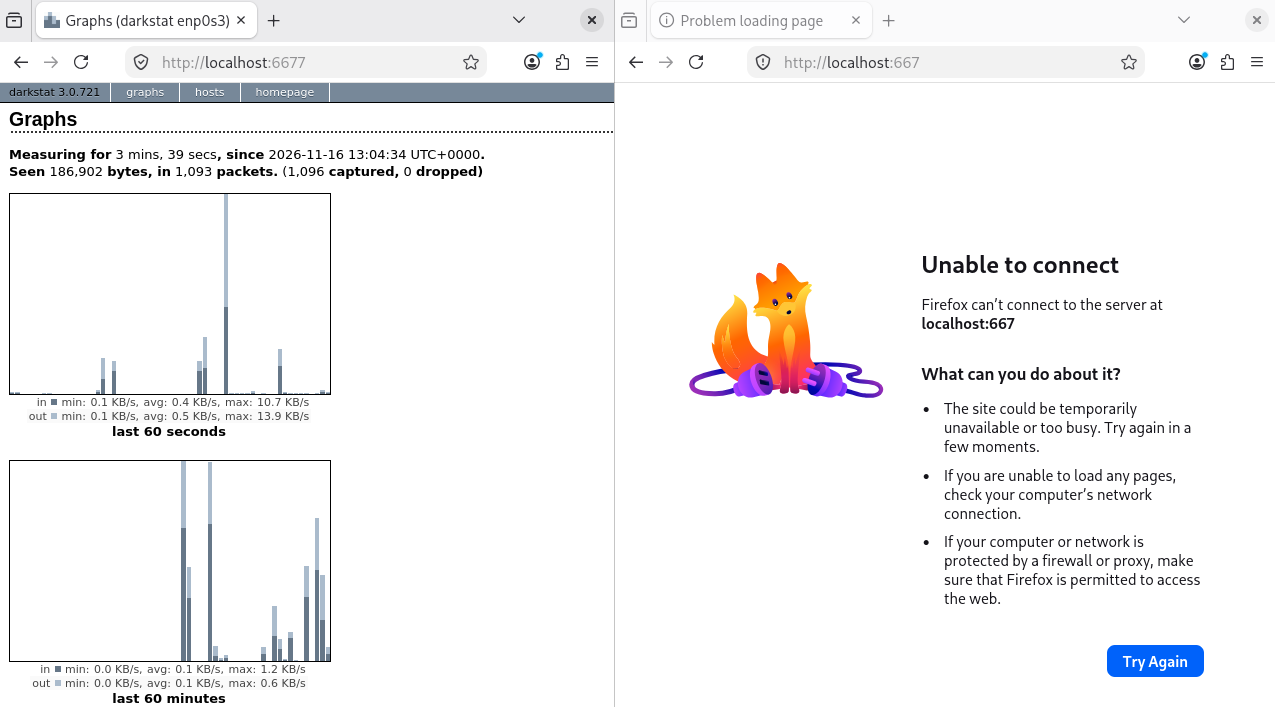 Graphs (darkstat enp0s3)
http://localhost:6677
darkstat 3.0.721 graphs hosts homepage
Graphs
Measuring for 3 mins, 39 secs, since 2026-11-16 13:04:34 UTC+0000.
Seen 186,902 bytes, in 1,093 packets. (1,096 captured, 0 dropped)
in min: 0.1 KB/s, avg: 0.4 KB/s, max: 10.7 KB/s
out min: 0.1 KB/s, avg: 0.5 KB/s, max: 13.9 KB/s
last 60 seconds
in min: 0.0 KB/s, avg: 0.1 KB/s, max: 1.2 KB/s
out min: 0.0 KB/s, avg: 0.1 KB/s, max: 0.6 KB/s
last 60 minutes
Problem loading page
http://localhost:667
Unable to connect
Firefox can’t connect to the server at
localhost:667
What can you do about it?
• The site could be temporarily
unavailable or too busy. Try again in a
few moments.
• If you are unable to load any pages,
check your computer’s network
connection.
• If your computer or network is
protected by a firewall or proxy, make
sure that Firefox is permitted to access
the web.
Try Again